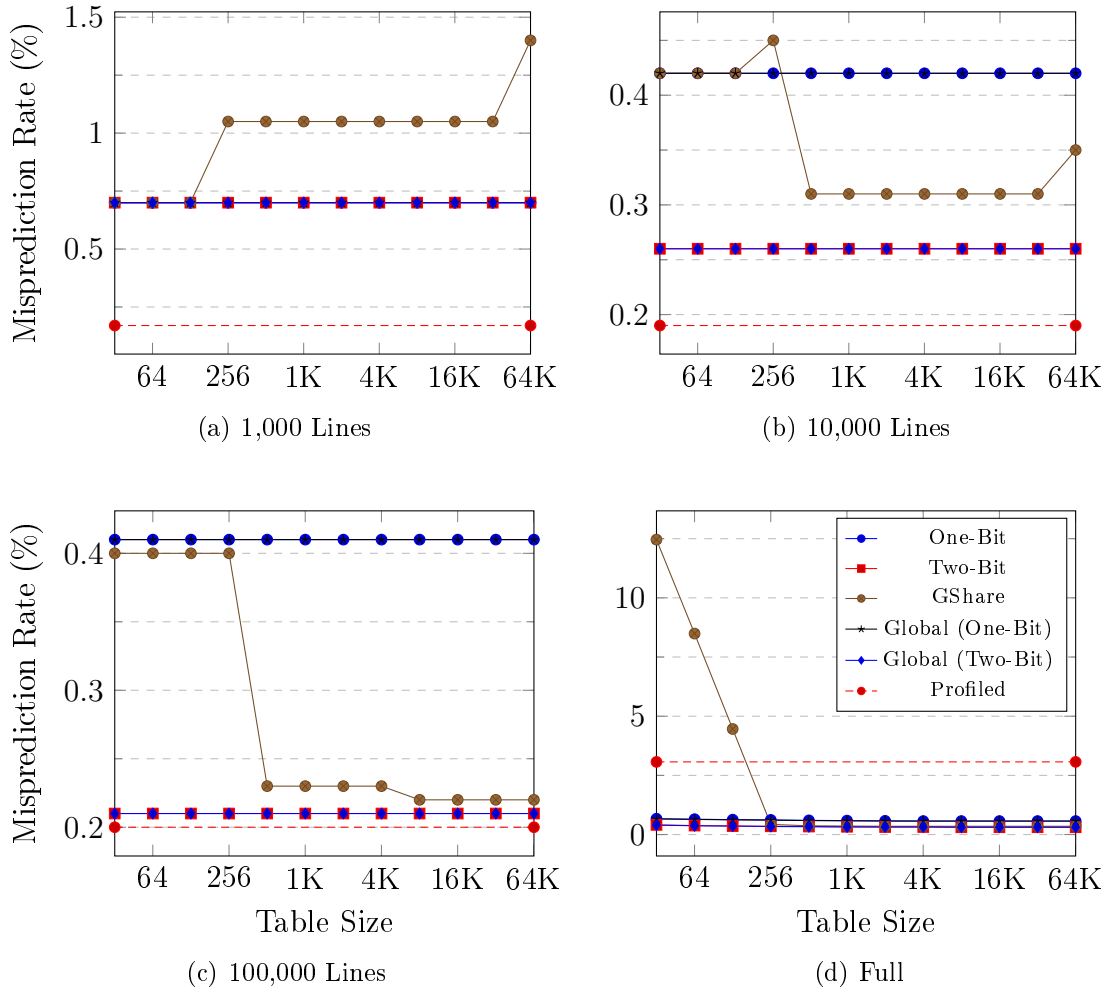 Misprediction Rate (%)
1.5
1
0.5
64 256 1K 4K 16K 64K
(a) 1,000 Lines
0.4
0.3
0.2
64 256 1K 4K 16K 64K
(b) 10,000 Lines
Misprediction Rate (%)
0.4
0.3
0.2
64 256 1K 4K 16K 64K
Table Size
(c) 100,000 Lines
10
5
0
One-Bit
Two-Bit
GShare
Global (One-Bit)
Global (Two-Bit)
Profiled
64 256 1K 4K 16K 64K
Table Size
(d) Full